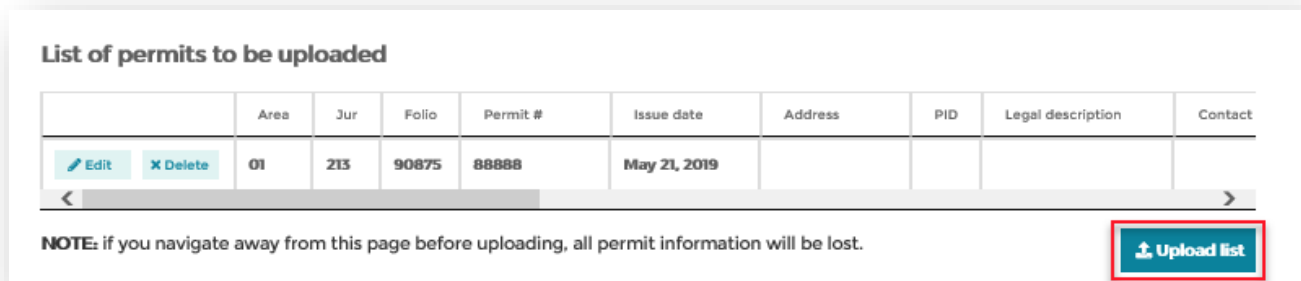 List of permits to be uploaded
Area Jur Folio Permit # Issue date Address PID Legal description Contact
Edit Delete 01 213 90875 88888 May 21, 2019
NOTE: if you navigate away from this page before uploading, all permit information will be lost.
Upload list